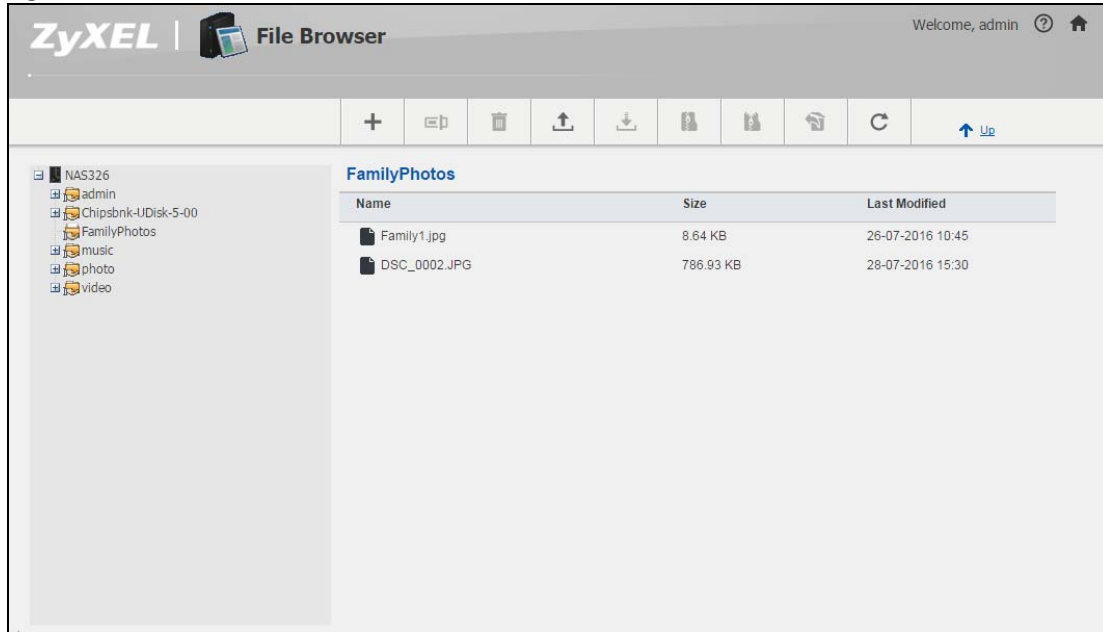 ZyXEL | File Browser
Welcome, admin
Up
NAS326
admin
Chipsbnk-UDisk-5-00
FamilyPhotos
music
photo
video
FamilyPhotos
Name Size Last Modified
Family1.jpg 8.64 KB 26-07-2016 10:45
DSC_0002.JPG 786.93 KB 28-07-2016 15:30